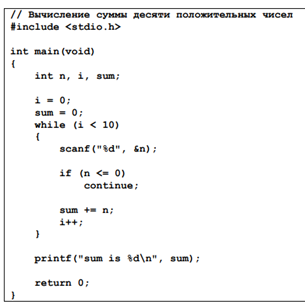 // Вычисление суммы десяти положительных чисел
#include <stdio.h>
int main(void)
{
int n, i, sum;
i = 0;
sum = 0;
while (i < 10)
{
scanf("%d", &n);
if (n <= 0)
continue;
sum += n;
i++;
}
printf("sum is %d\n", sum);
return 0;
}